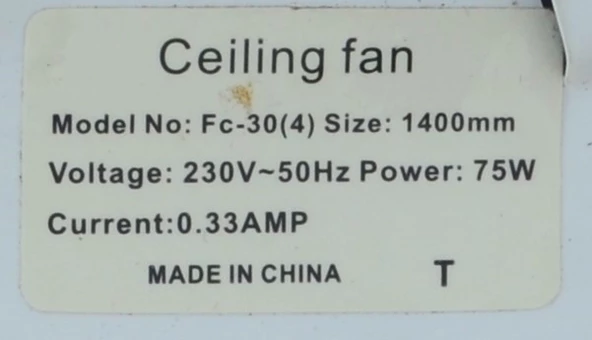 Ceiling fan
Model No: Fc-30(4) Size: 1400mm
Voltage: 230V~50Hz Power: 75W
Current:0.33AMP
MADE IN CHINA T